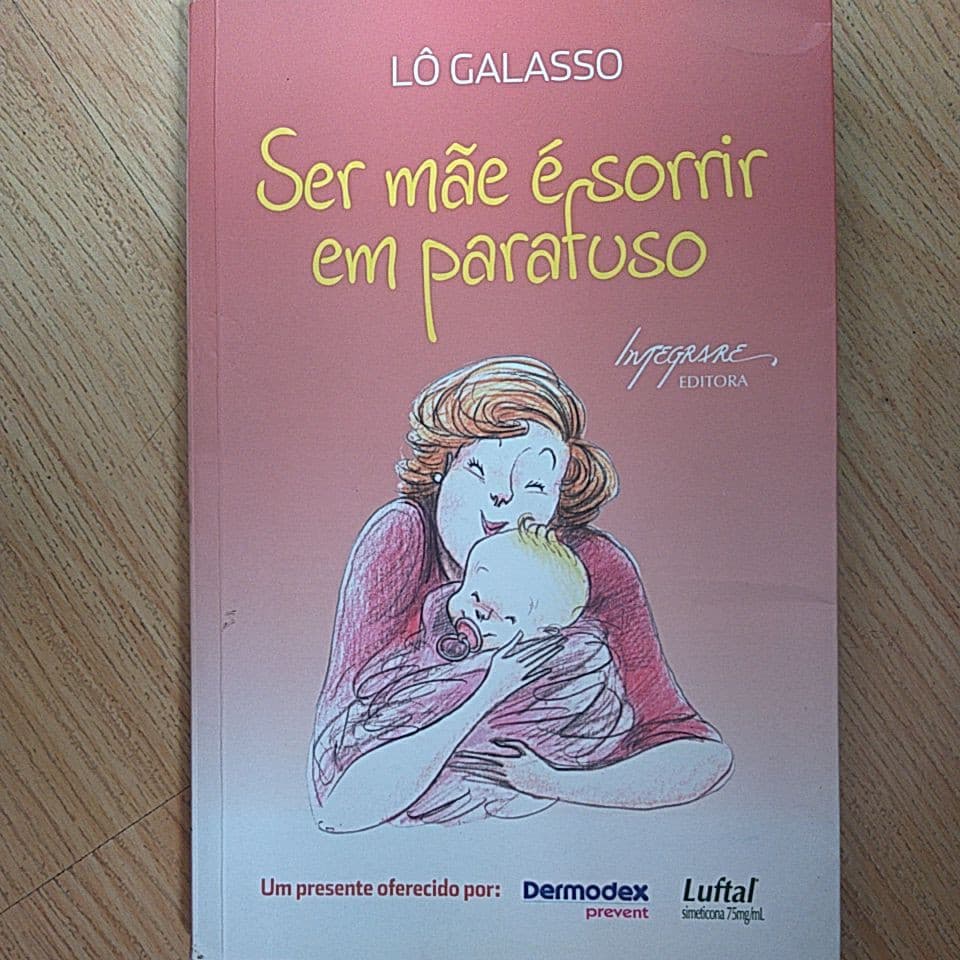 LÔ GALASSO
Ser mãe é sorrir
em parafuso
INTEGRARE
EDITORA
Um presente oferecido por: Dermodex Luftal
prevent simeticona 75mg/mL